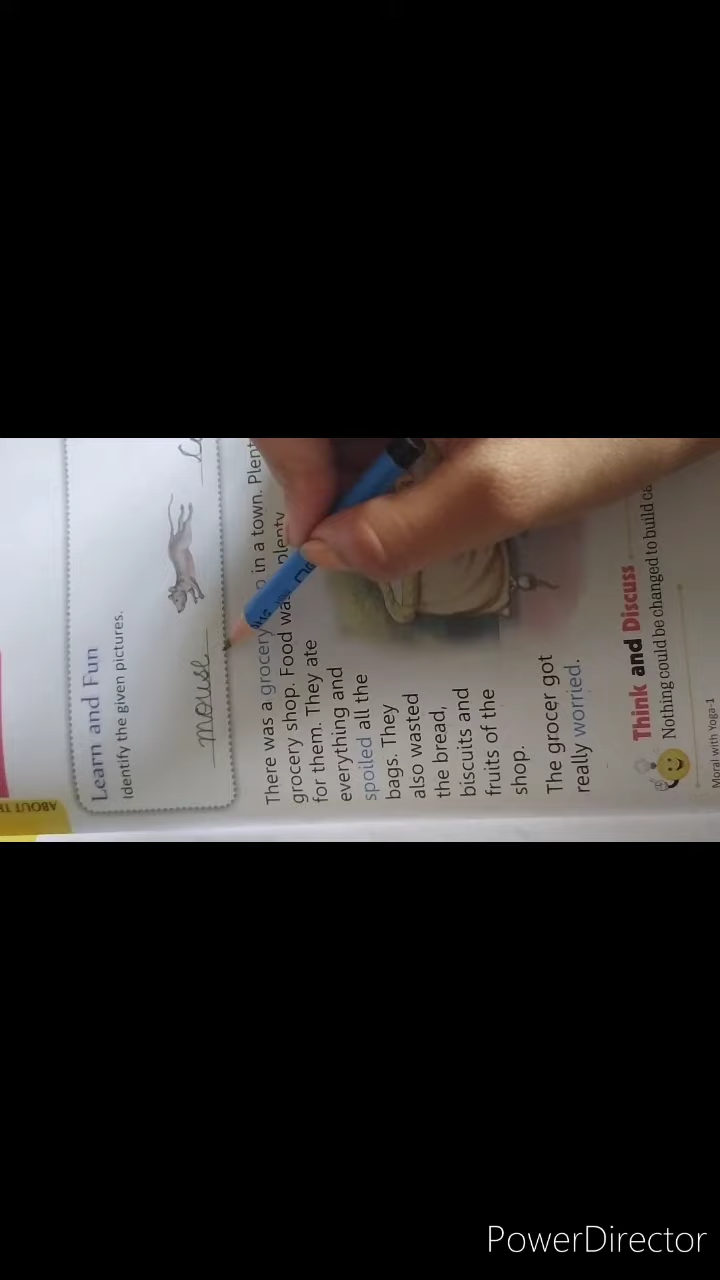 ABOUT
Learn and Fun
Identify the given pictures.
mouse
There was a grocery in a town.
grocery shop. Food was plenty
for them. They ate
everything and
spoiled all the
bags. They
also wasted
the bread,
biscuits and
fruits of the
shop.
The grocer got
really worried.
Think and Discuss
Nothing could be changed to build
Moral with Yoga-1
PowerDirector